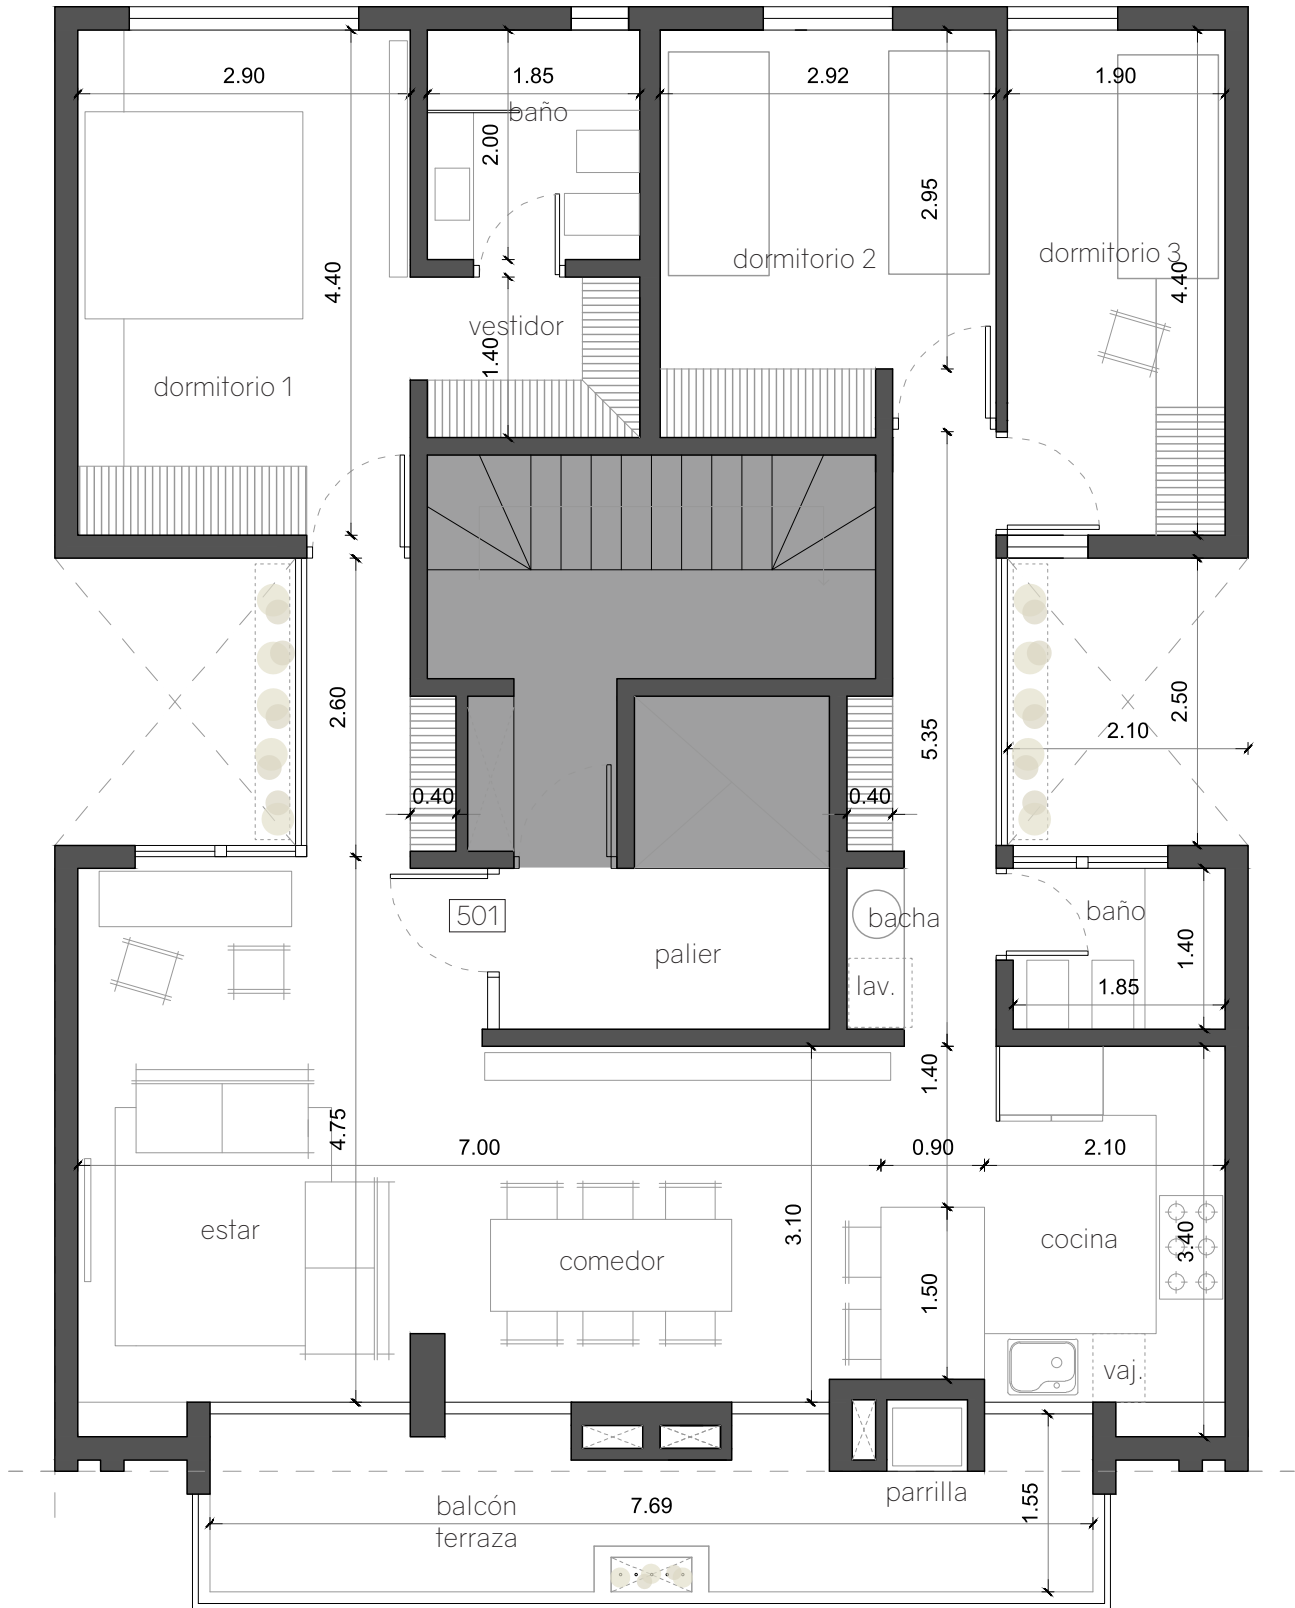 2.90
1.85
2.92
1.90
baño
2.00
2.95
dormitorio 2
dormitorio 3
4.40
4.40
vestidor
1.40
dormitorio 1
2.60
5.35
2.50
2.10
0.40
0.40
501
palier
bacha
baño
lav.
1.40
1.85
1.40
4.75
7.00
0.90
2.10
estar
3.10
comedor
cocina
3.40
1.50
vaj.
parrilla
balcón
terraza
7.69
1.55